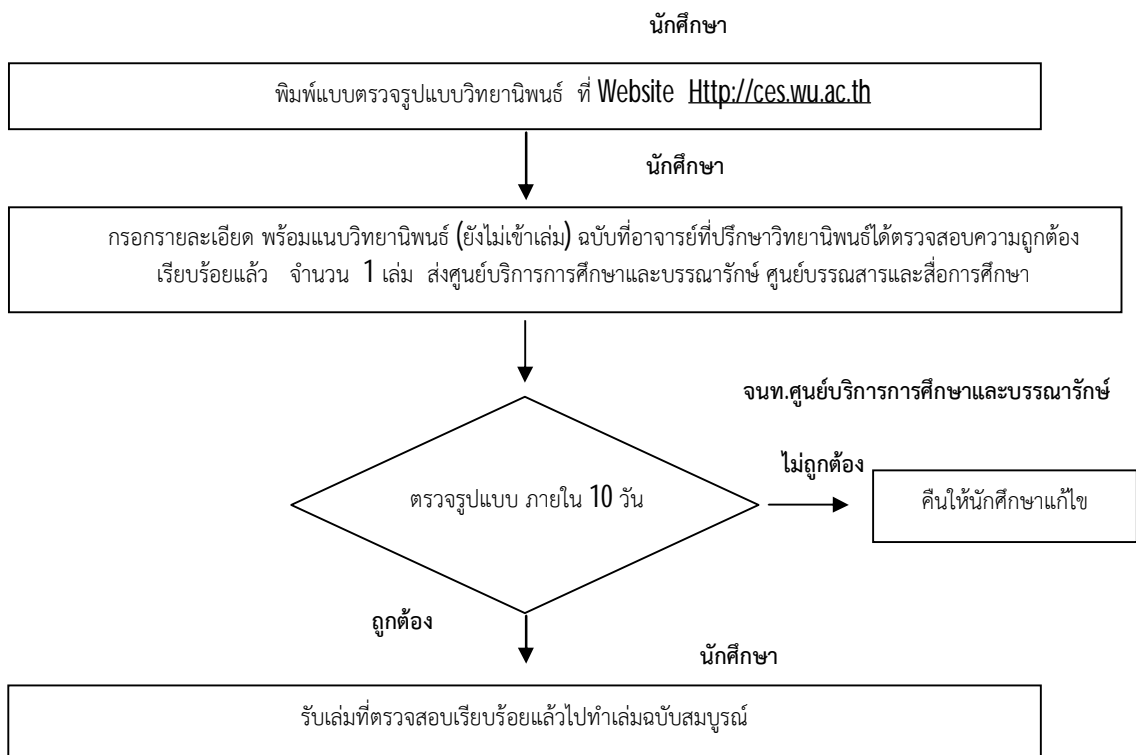 นักศึกษา
พิมพ์แบบตรวจรูปแบบวิทยานิพนธ์ ที่ Website Http://ces.wu.ac.th
นักศึกษา
กรอกรายละเอียด พร้อมแนบวิทยานิพนธ์ (ยังไม่เข้าเล่ม) ฉบับที่อาจารย์ที่ปรึกษาวิทยานิพนธ์ได้ตรวจสอบความถูกต้อง
เรียบร้อยแล้ว จำนวน 1 เล่ม ส่งศูนย์บริการการศึกษาและบรรณารักษ์ ศูนย์บรรณสารและสื่อการศึกษา
จนท.ศูนย์บริการการศึกษาและบรรณารักษ์
ไม่ถูกต้อง
ตรวจรูปแบบ ภายใน 10 วัน
คืนให้นักศึกษาแก้ไข
ถูกต้อง
นักศึกษา
รับเล่มที่ตรวจสอบเรียบร้อยแล้วไปทำเล่มฉบับสมบูรณ์